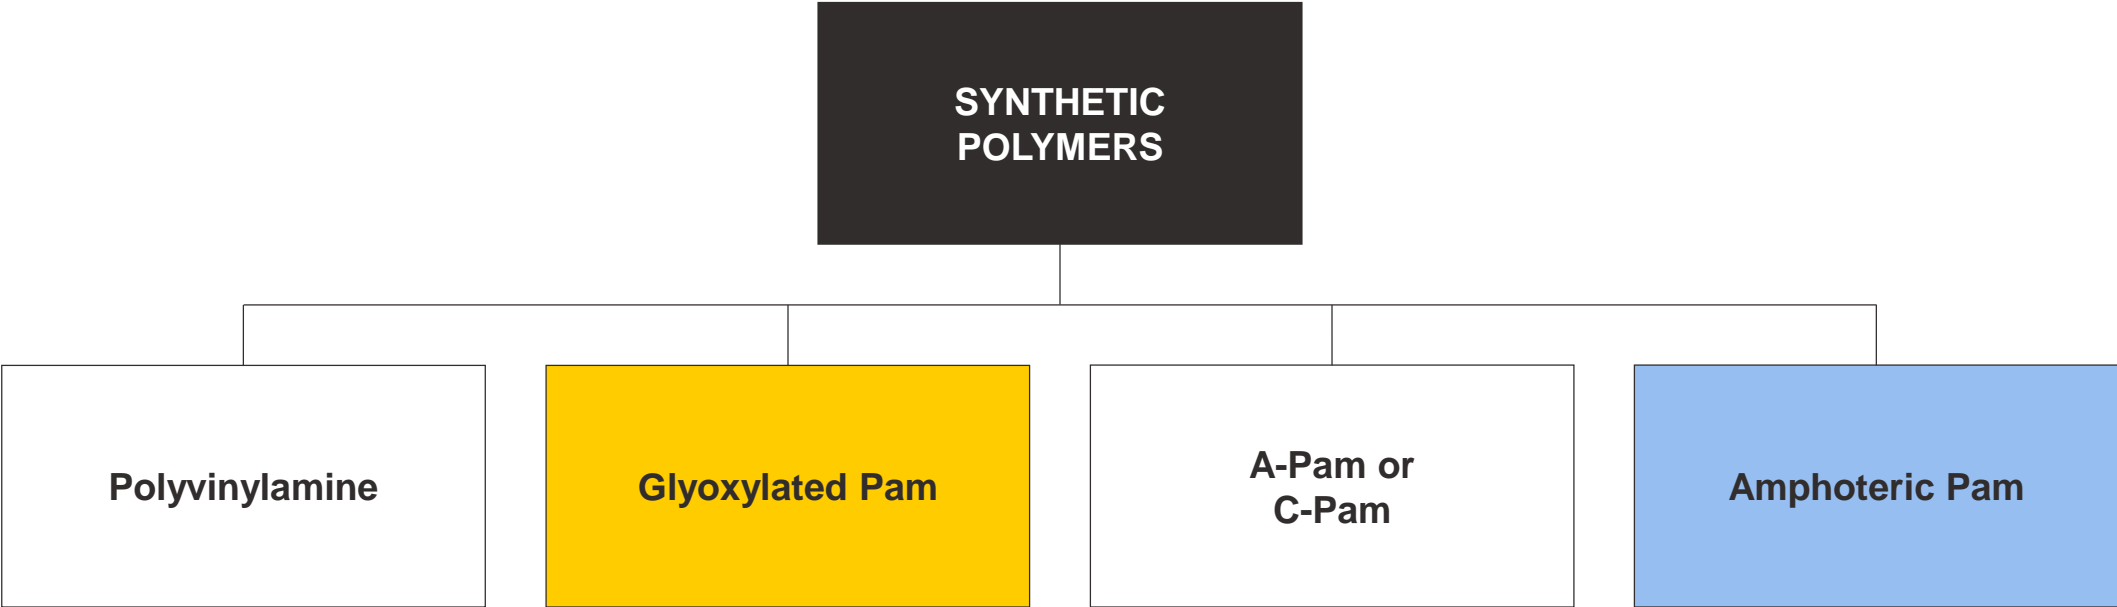 SYNTHETIC
POLYMERS
Polyvinylamine
Glyoxylated Pam
A-Pam or
C-Pam
Amphoteric Pam